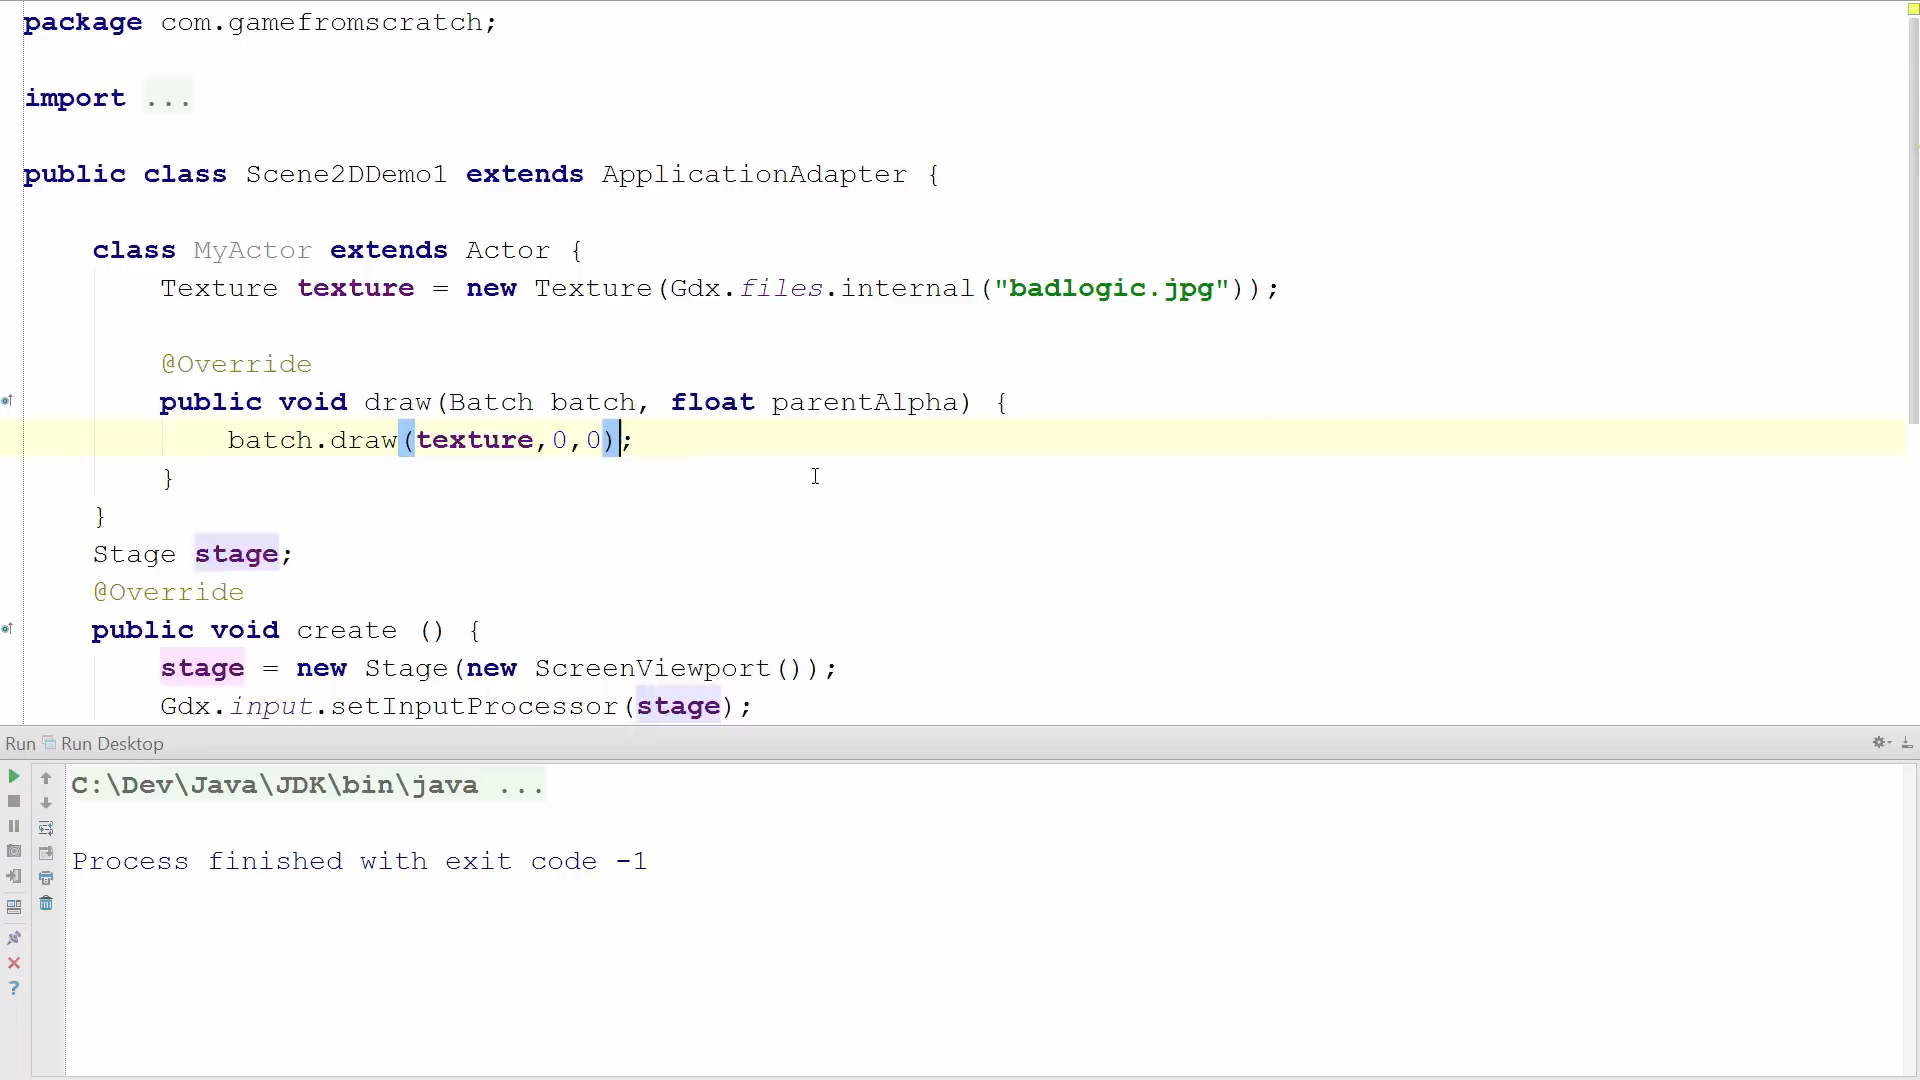 package com.gamefromscratch;
import ...
public class Scene2DDemo1 extends ApplicationAdapter {
class MyActor extends Actor {
Texture texture = new Texture(Gdx.files.internal("badlogic.jpg"));
@Override
public void draw(Batch batch, float parentAlpha) {
batch.draw(texture,0,0);
}
}
Stage stage;
@Override
public void create () {
stage = new Stage(new ScreenViewport());
Gdx.input.setInputProcessor(stage);
Run Run Desktop
C:\Dev\Java\JDK\bin\java ...
Process finished with exit code -1